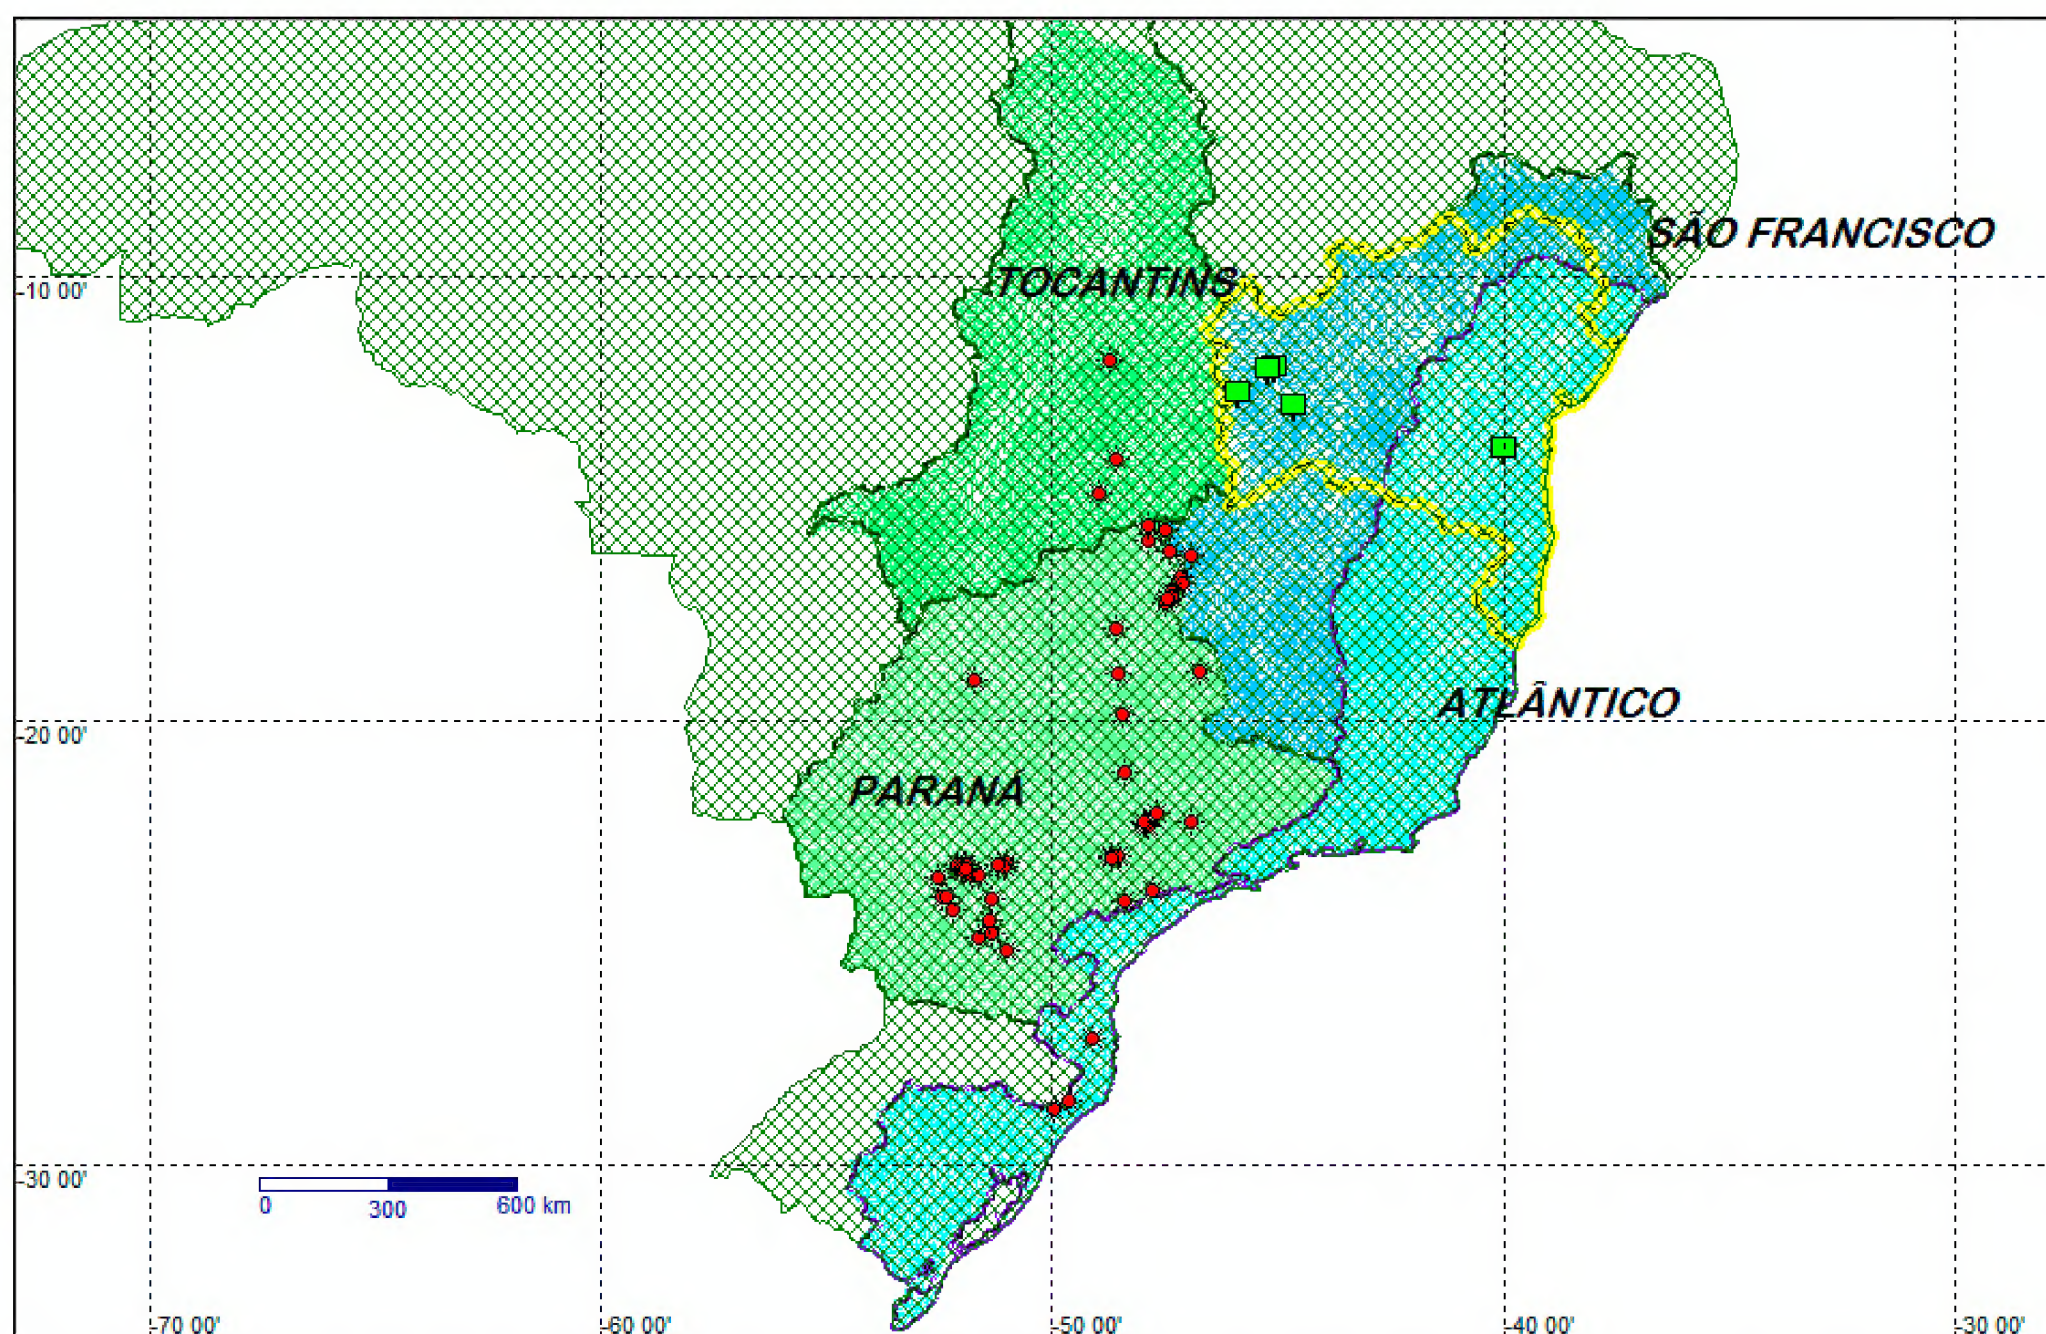 SÃO FRANCISCO
TOCANTINS
-10 00'
ATLÂNTICO
-20 00'
PARANÁ
-30 00'
0 300 600 km
-70 00' -60 00' -50 00' -40 00' -30 00'